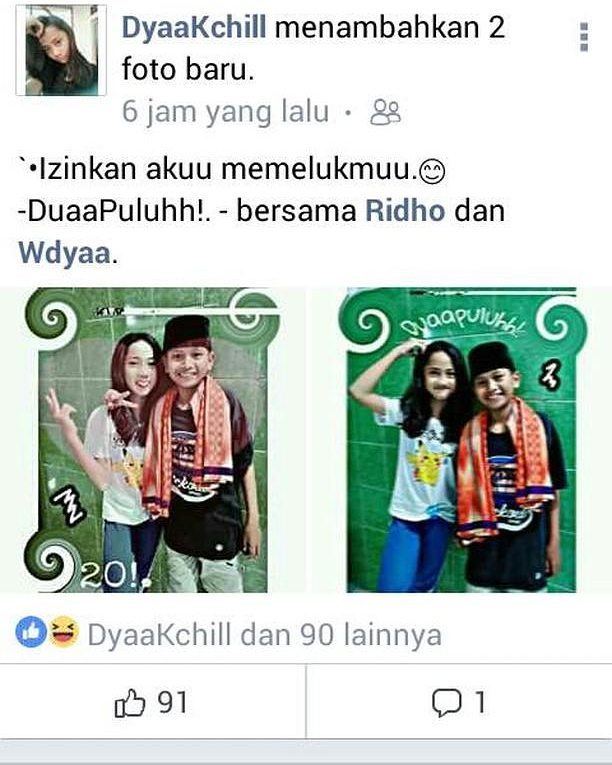 DyaaKchill menambahkan 2
foto baru.
6 jam yang lalu ·
`•Izinkan akuu memelukmuu.😊
-DuaaPuluhh!. - bersama Ridho dan
Wdyaa.
20!.
Dyaapuluhh!
DyaaKchill dan 90 lainnya
91
1